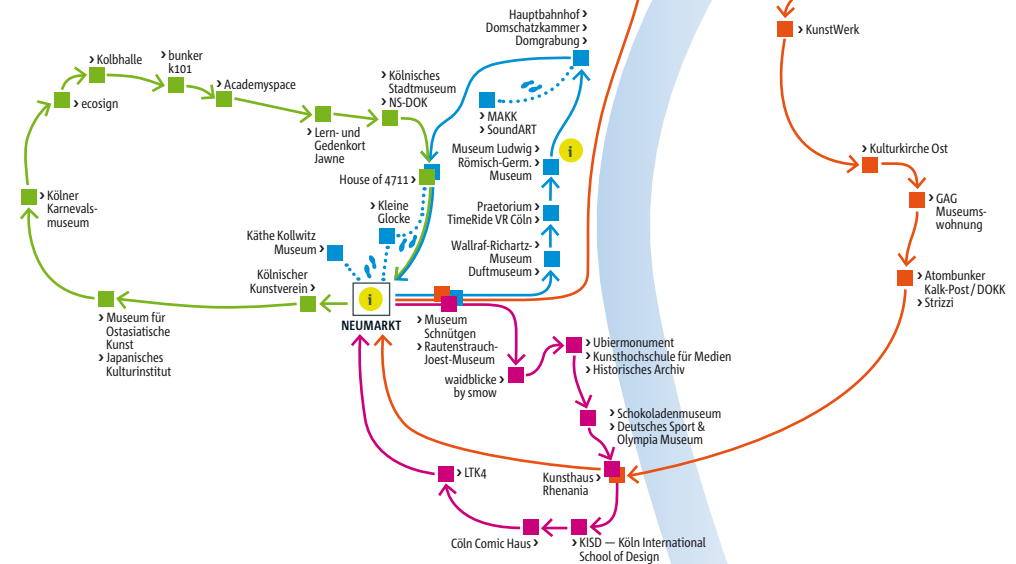 Hauptbahnhof ›
Domschatzkammer ›
Domgrabung ›
› KunstWerk
› Kolbhalle
› bunker
k101
› Academyspace
› ecosign
› Kölnisches
Stadtmuseum
› NS-DOK
› Lern- und
Gedenkort
Jawne
› MAKK
› SoundART
Museum Ludwig ›
Römisch-Germ. ›
Museum
i
› Kulturkirche Ost
House of 4711 ›
› Kölner
Karnevals-
museum
› Kleine
Glocke
Praetorium ›
TimeRide VR Cöln ›
› GAG
Museums-
wohnung
Käthe Kollwitz
Museum ›
Wallraf-Richartz- ›
Museum
Duftmuseum ›
Kölnischer
Kunstverein ›
› Atombunker
Kalk-Post / DOKK
› Strizzi
i
NEUMARKT
› Museum für
Ostasiatische
Kunst
› Japanisches
Kulturinstitut
› Museum
Schnütgen
› Rautenstrauch-
Joest-Museum
waidblicke ›
by smow
› Ubiermonument
› Kunsthochschule für Medien
› Historisches Archiv
› Schokoladenmuseum
› Deutsches Sport &
Olympia Museum
› LTK4
Kunsthaus ›
Rhenania
Cöln Comic Haus ›
› KISD — Köln International
School of Design